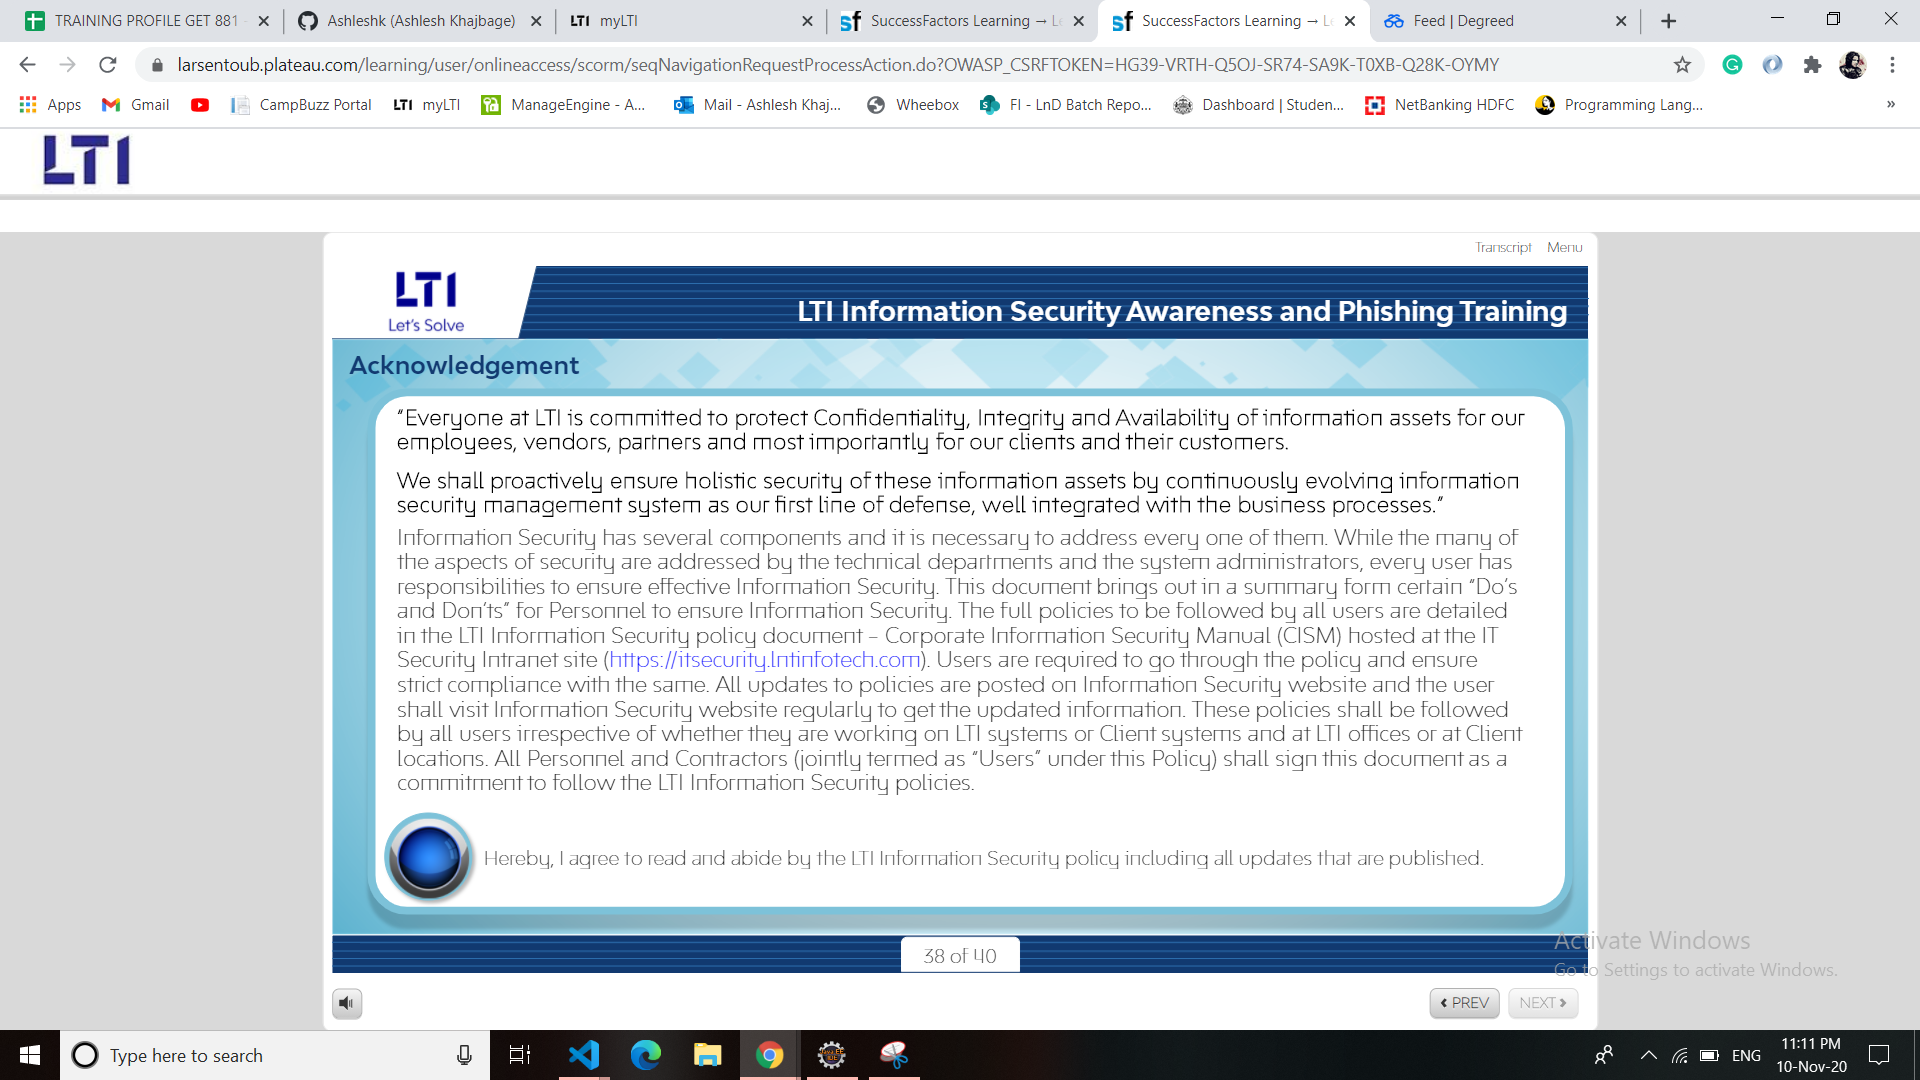 TRAINING PROFILE GET 881
Ashleshk (Ashlesh Khajbage)
LTI myLTI
SuccessFactors Learning → L
SuccessFactors Learning → L
Feed | Degreed
larsentoub.plateau.com/learning/user/onlineaccess/scorm/seqNavigationRequestProcessAction.do?OWASP_CSRFTOKEN=HG39-VRTH-Q5OJ-SR74-SA9K-T0XB-Q28K-OYMY
Apps
Gmail
CampBuzz Portal
LTI myLTI
ManageEngine - A...
Mail - Ashlesh Khaj...
Wheebox
FI - LnD Batch Repo...
Dashboard | Studen...
NetBanking HDFC
Programming Lang...
»
LTI
Transcript Menu
LTI
Let's Solve
LTI Information Security Awareness and Phishing Training
Acknowledgement
“Everyone at LTI is committed to protect Confidentiality, Integrity and Availability of information assets for our
employees, vendors, partners and most importantly for our clients and their customers.
We shall proactively ensure holistic security of these information assets by continuously evolving information
security management system as our first line of defense, well integrated with the business processes.”
Information Security has several components and it is necessary to address every one of them. While the many of
the aspects of security are addressed by the technical departments and the system administrators, every user has
responsibilities to ensure effective Information Security. This document brings out in a summary form certain “Do’s
and Don’ts” for Personnel to ensure Information Security. The full policies to be followed by all users are detailed
in the LTI Information Security policy document – Corporate Information Security Manual (CISM) hosted at the IT
Security Intranet site (https://itsecurity.lntinfotech.com). Users are required to go through the policy and ensure
strict compliance with the same. All updates to policies are posted on Information Security website and the user
shall visit Information Security website regularly to get the updated information. These policies shall be followed
by all users irrespective of whether they are working on LTI systems or Client systems and at LTI offices or at Client
locations. All Personnel and Contractors (jointly termed as “Users” under this Policy) shall sign this document as a
commitment to follow the LTI Information Security policies.
Hereby, I agree to read and abide by the LTI Information Security policy including all updates that are published.
38 of 40
Activate Windows
Go to Settings to activate Windows.
‹ PREV
NEXT ›
Type here to search
ENG
11:11 PM
10-Nov-20